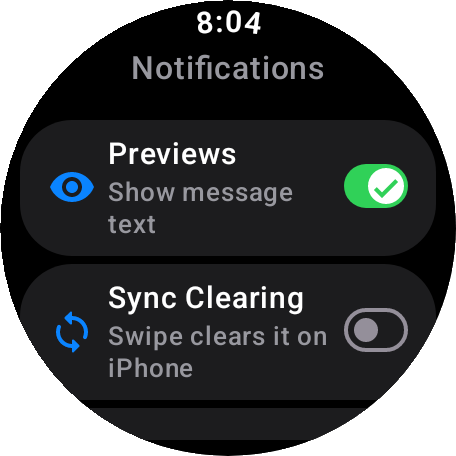 8:04
Notifications
Previews
Show message
text
Sync Clearing
Swipe clears it on
iPhone